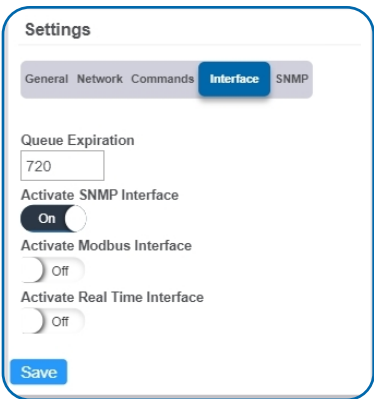 Settings
General Network Commands Interface SNMP
Queue Expiration
720
Activate SNMP Interface
On
Activate Modbus Interface
Off
Activate Real Time Interface
Off
Save